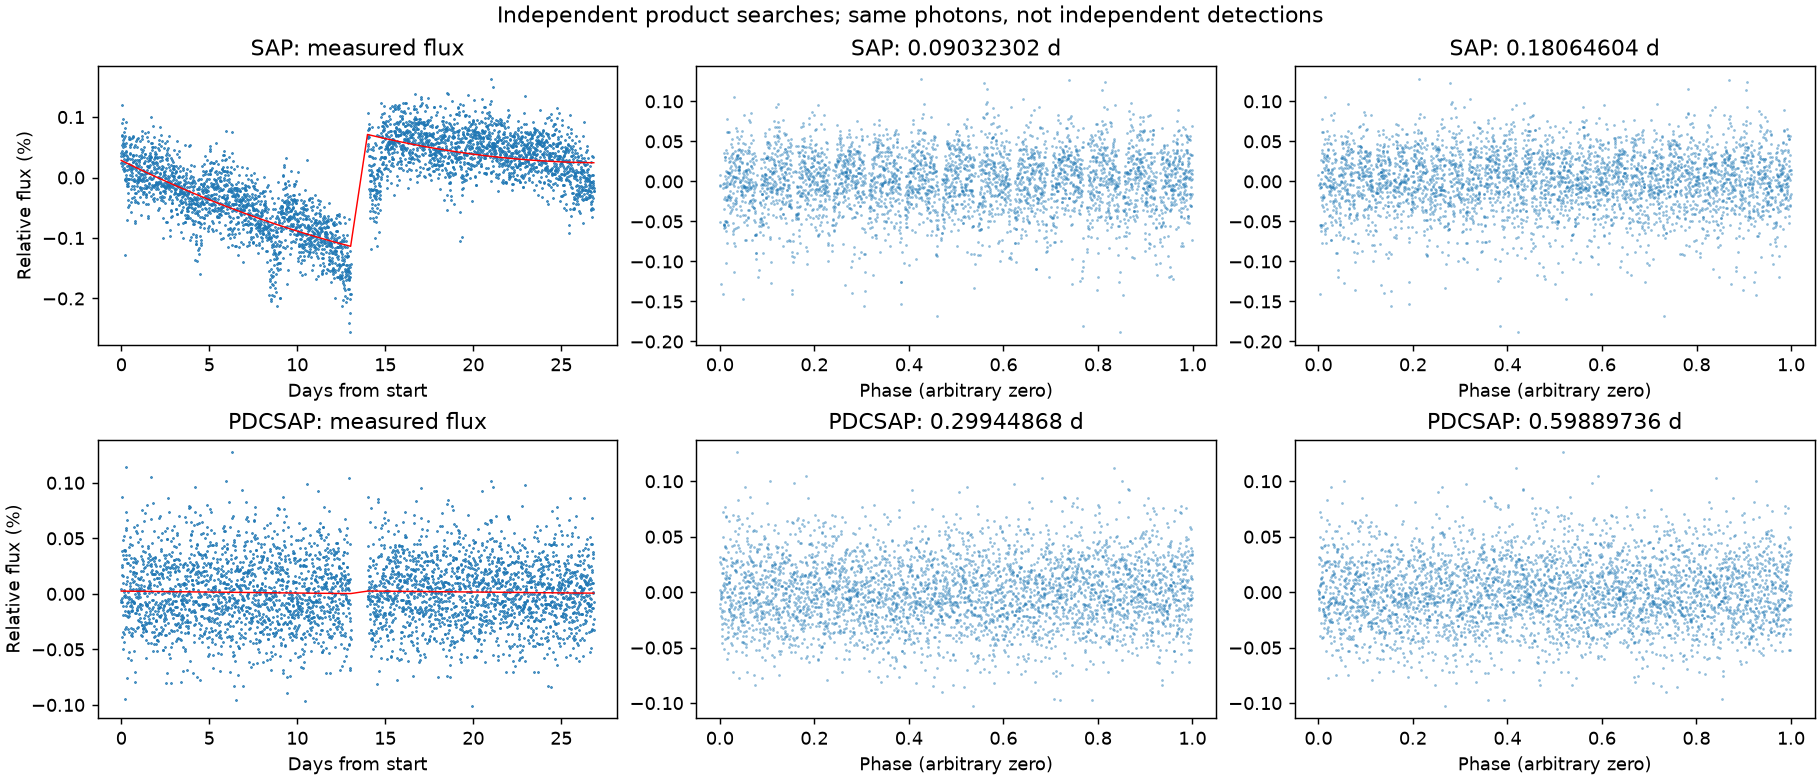 Independent product searches; same photons, not independent detections
SAP: measured flux
Relative flux (%)
0.1
0.0
−0.1
−0.2
0 5 10 15 20 25
Days from start
SAP: 0.09032302 d
0.10
0.05
0.00
−0.05
−0.10
−0.15
−0.20
0.0 0.2 0.4 0.6 0.8 1.0
Phase (arbitrary zero)
SAP: 0.18064604 d
0.10
0.05
0.00
−0.05
−0.10
−0.15
−0.20
0.0 0.2 0.4 0.6 0.8 1.0
Phase (arbitrary zero)
PDCSAP: measured flux
Relative flux (%)
0.10
0.05
0.00
−0.05
−0.10
0 5 10 15 20 25
Days from start
PDCSAP: 0.29944868 d
0.10
0.05
0.00
−0.05
−0.10
0.0 0.2 0.4 0.6 0.8 1.0
Phase (arbitrary zero)
PDCSAP: 0.59889736 d
0.10
0.05
0.00
−0.05
−0.10
0.0 0.2 0.4 0.6 0.8 1.0
Phase (arbitrary zero)